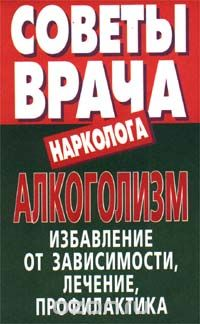 СОВЕТЫ
ВРАЧА
НАРКОЛОГА
АЛКОГОЛИЗМ
ИЗБАВЛЕНИЕ
ОТ ЗАВИСИМОСТИ,
ЛЕЧЕНИЕ,
ПРОФИЛАКТИКА